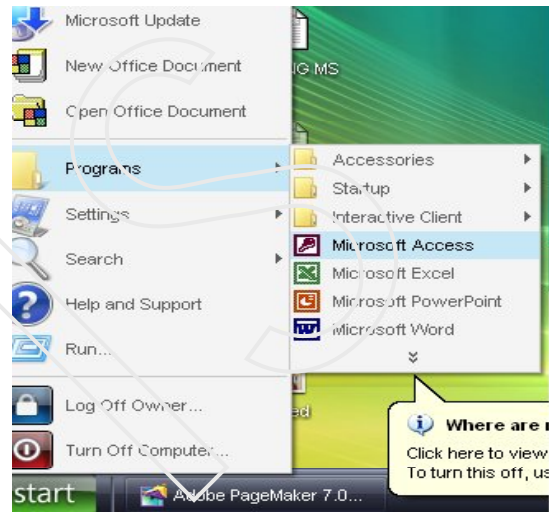 Microsoft Update
New Office Document
NG MS
Open Office Document
Programs
Accessories
Startup
Settings
Interactive Client
Microsoft Access
Search
Microsoft Excel
Microsoft PowerPoint
Help and Support
Microsoft Word
Run...
Log Off Owner...
ed
Where are
Turn Off Computer...
Click here to view
To turn this off, us
start
Adobe PageMaker 7.0...